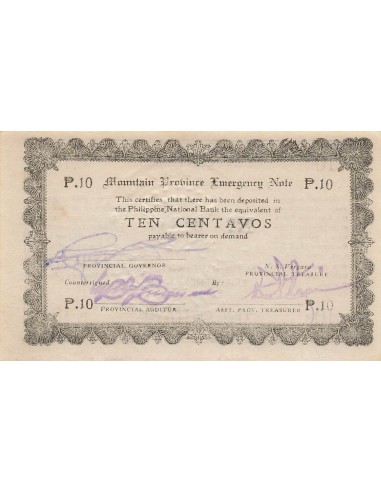 P.10 Mountain Province Emergency Note P.10
This certifies that there has been deposited in
the Philippine National Bank the equivalent of
TEN CENTAVOS
payable to bearer on demand
PROVINCIAL GOVERNOR
PROVINCIAL TREASURE
Countersigned By:
P.10 P.10
PROVINCIAL AUDITOR ASST. PROV. TREASURER